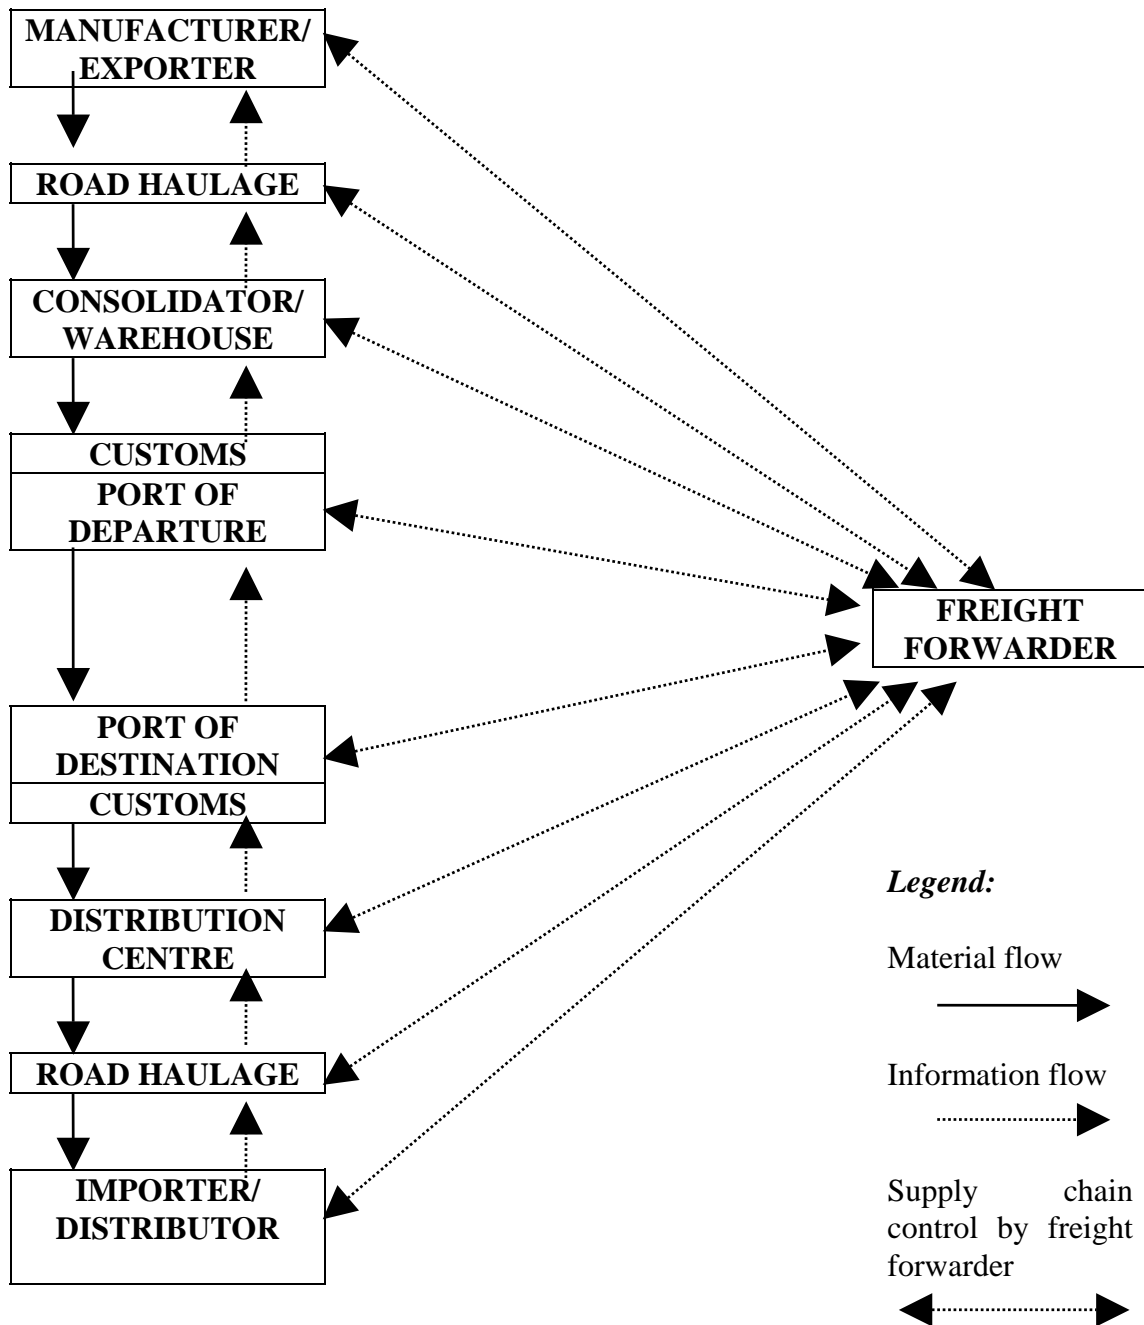 MANUFACTURER/
EXPORTER
ROAD HAULAGE
CONSOLIDATOR/
WAREHOUSE
CUSTOMS
PORT OF
DEPARTURE
FREIGHT
FORWARDER
PORT OF
DESTINATION
CUSTOMS
DISTRIBUTION
CENTRE
ROAD HAULAGE
IMPORTER/
DISTRIBUTOR
Legend:
Material flow
Information flow
Supply chain
control by freight
forwarder